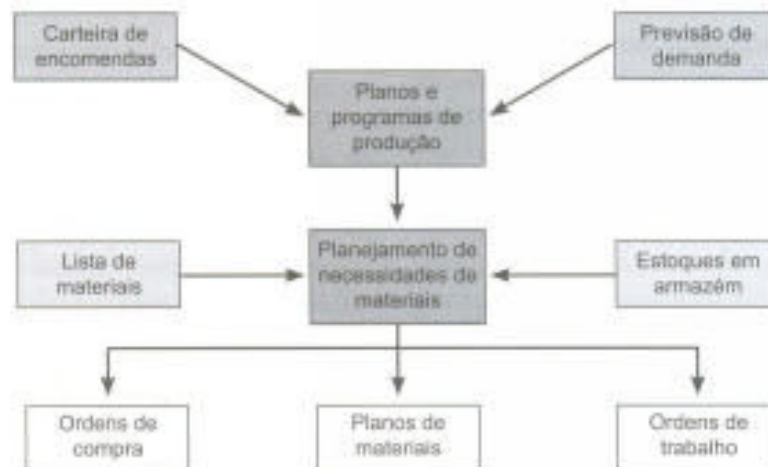 Carteira de
encomendas
Previsão de
demanda
Planos e
programas de
produção
Lista de
materiais
Planejamento de
necessidades de
materiais
Estoques em
armazém
Ordens de
compra
Planos de
materiais
Ordens de
trabalho